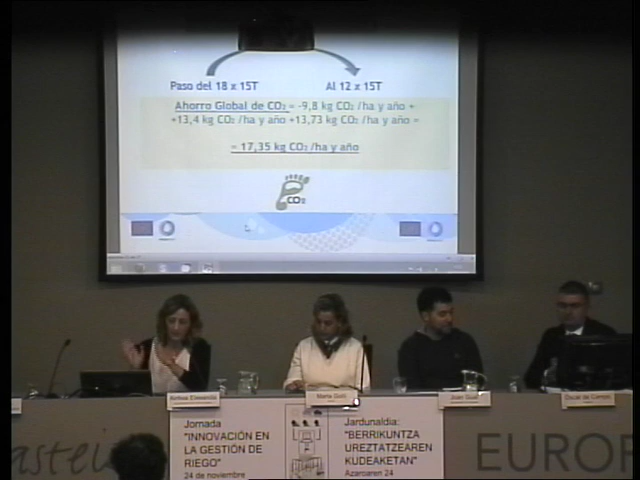 Paso del 18 x 15T
Al 12 x 15T
Ahorro Global de CO₂ = -9,8 kg CO₂ /ha y año +
+13,4 kg CO₂ /ha y año +13,73 kg CO₂ /ha y año =
= 17,35 kg CO₂ /ha y año
CO₂
Jornada
"INNOVACIÓN EN
LA GESTIÓN DE
RIEGO"
24 de noviembre
Jardunaldia:
"BERRIKUNTZA
UREZTATZEAREN
KUDEAKETAN"
Azaroaren 24
asteiz
EUROP